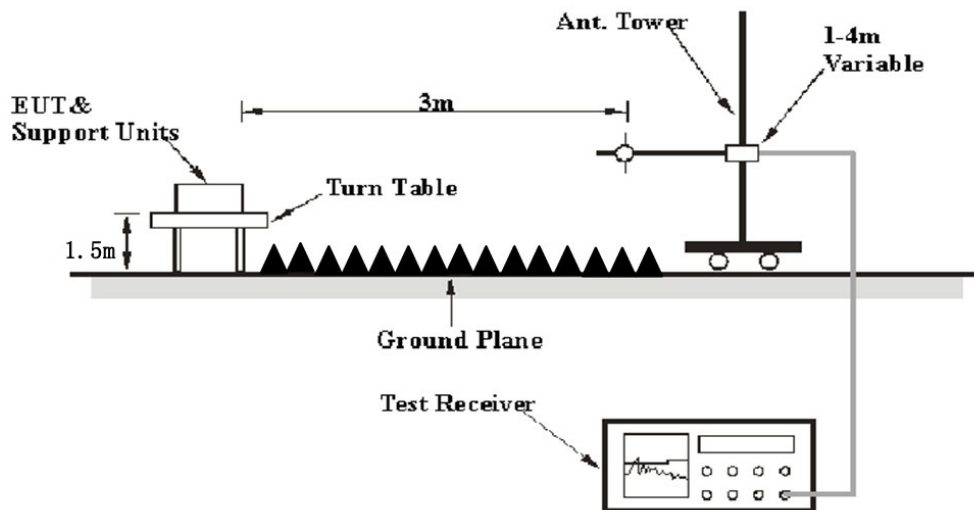 Ant. Tower
1-4m
Variable
3m
EUT&
Support Units
Turn Table
1.5m
Ground Plane
Test Receiver